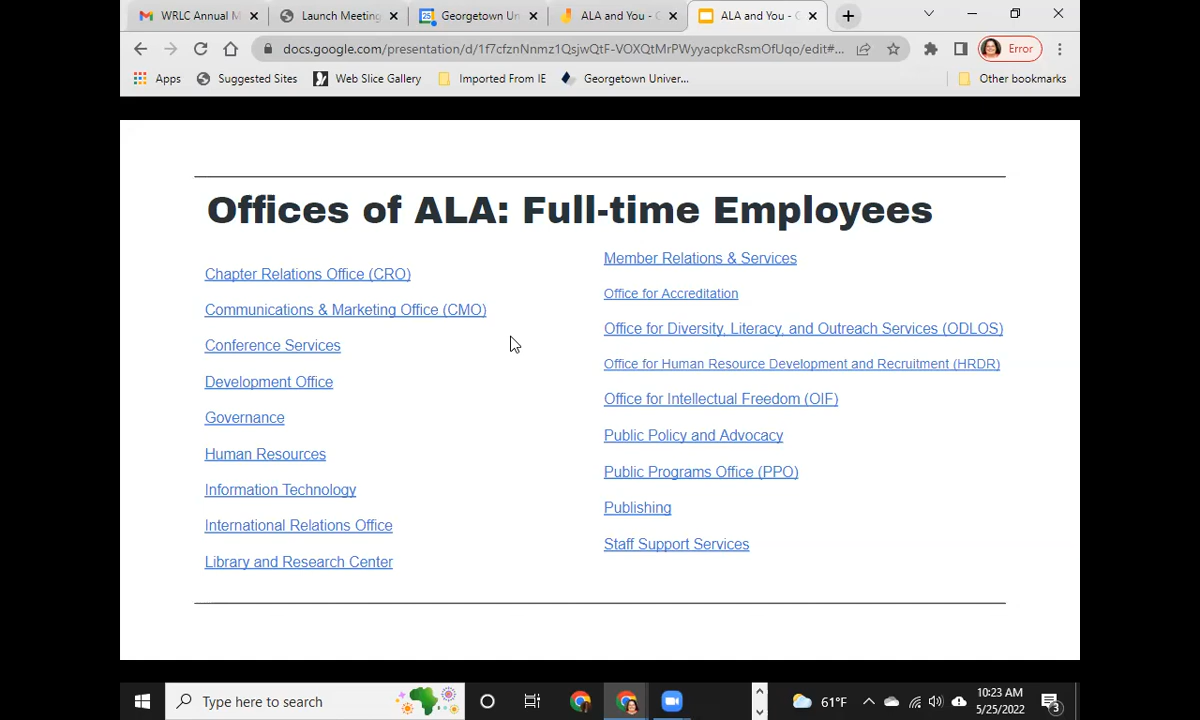 WRLC Annual M
Launch Meeting
Georgetown Un
ALA and You - G
ALA and You - G
docs.google.com/presentation/d/1f7cfznNnmz1QsjwQtF-VOXQtMrPWyyacpkcRsmOfUqo/edit#...
Error
Apps
Suggested Sites
Web Slice Gallery
Imported From IE
Georgetown Univer...
Other bookmarks
Offices of ALA: Full-time Employees
Chapter Relations Office (CRO)
Communications & Marketing Office (CMO)
Conference Services
Development Office
Governance
Human Resources
Information Technology
International Relations Office
Library and Research Center
Member Relations & Services
Office for Accreditation
Office for Diversity, Literacy, and Outreach Services (ODLOS)
Office for Human Resource Development and Recruitment (HRDR)
Office for Intellectual Freedom (OIF)
Public Policy and Advocacy
Public Programs Office (PPO)
Publishing
Staff Support Services
Type here to search
61°F
10:23 AM
5/25/2022
3